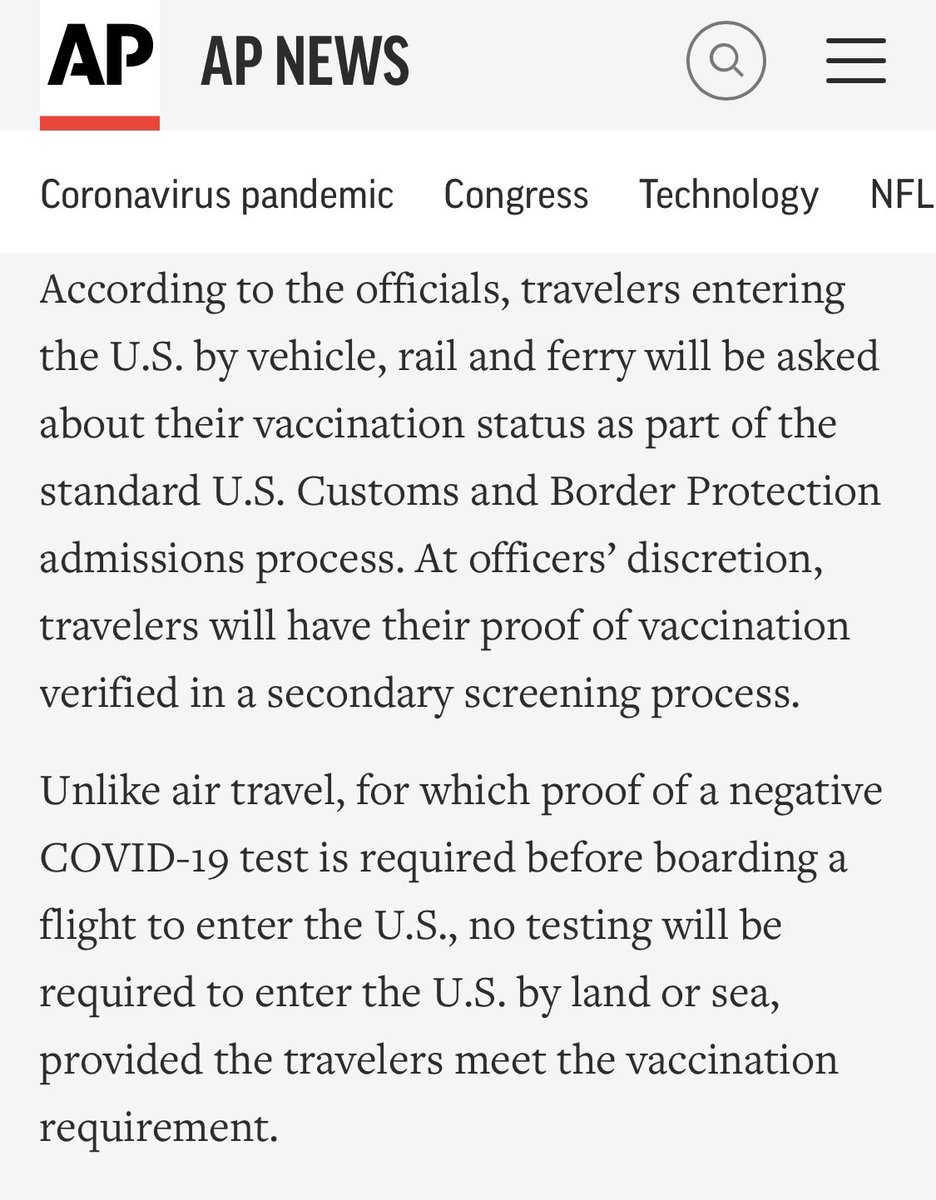 AP AP NEWS
Coronavirus pandemic Congress Technology NFL
According to the officials, travelers entering
the U.S. by vehicle, rail and ferry will be asked
about their vaccination status as part of the
standard U.S. Customs and Border Protection
admissions process. At officers’ discretion,
travelers will have their proof of vaccination
verified in a secondary screening process.
Unlike air travel, for which proof of a negative
COVID-19 test is required before boarding a
flight to enter the U.S., no testing will be
required to enter the U.S. by land or sea,
provided the travelers meet the vaccination
requirement.